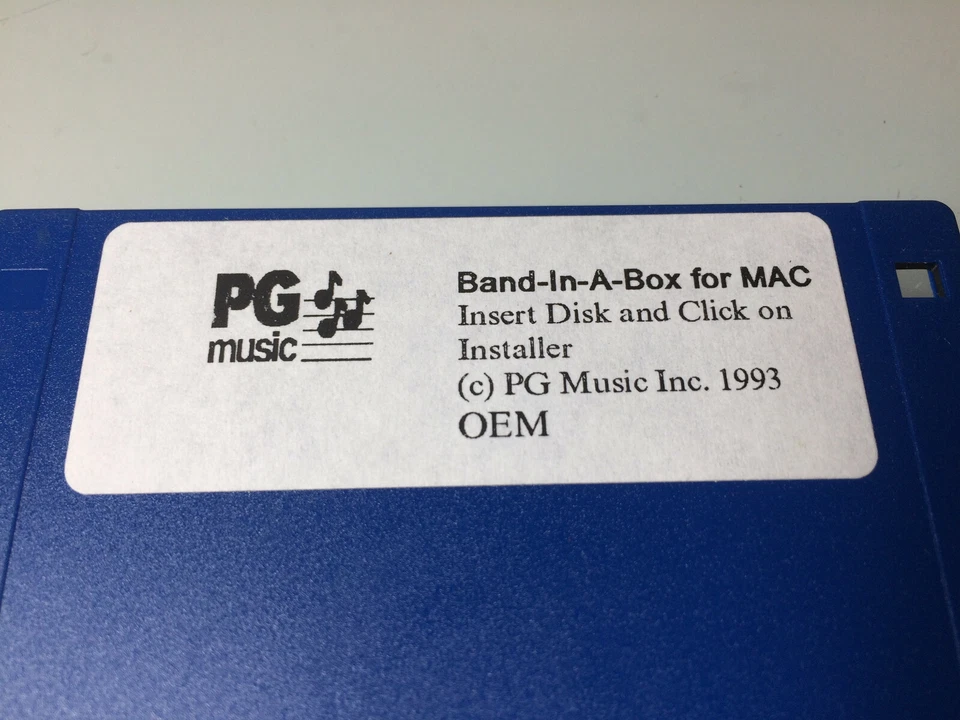 PG
music
Band-In-A-Box for MAC
Insert Disk and Click on
Installer
(c) PG Music Inc. 1993
OEM